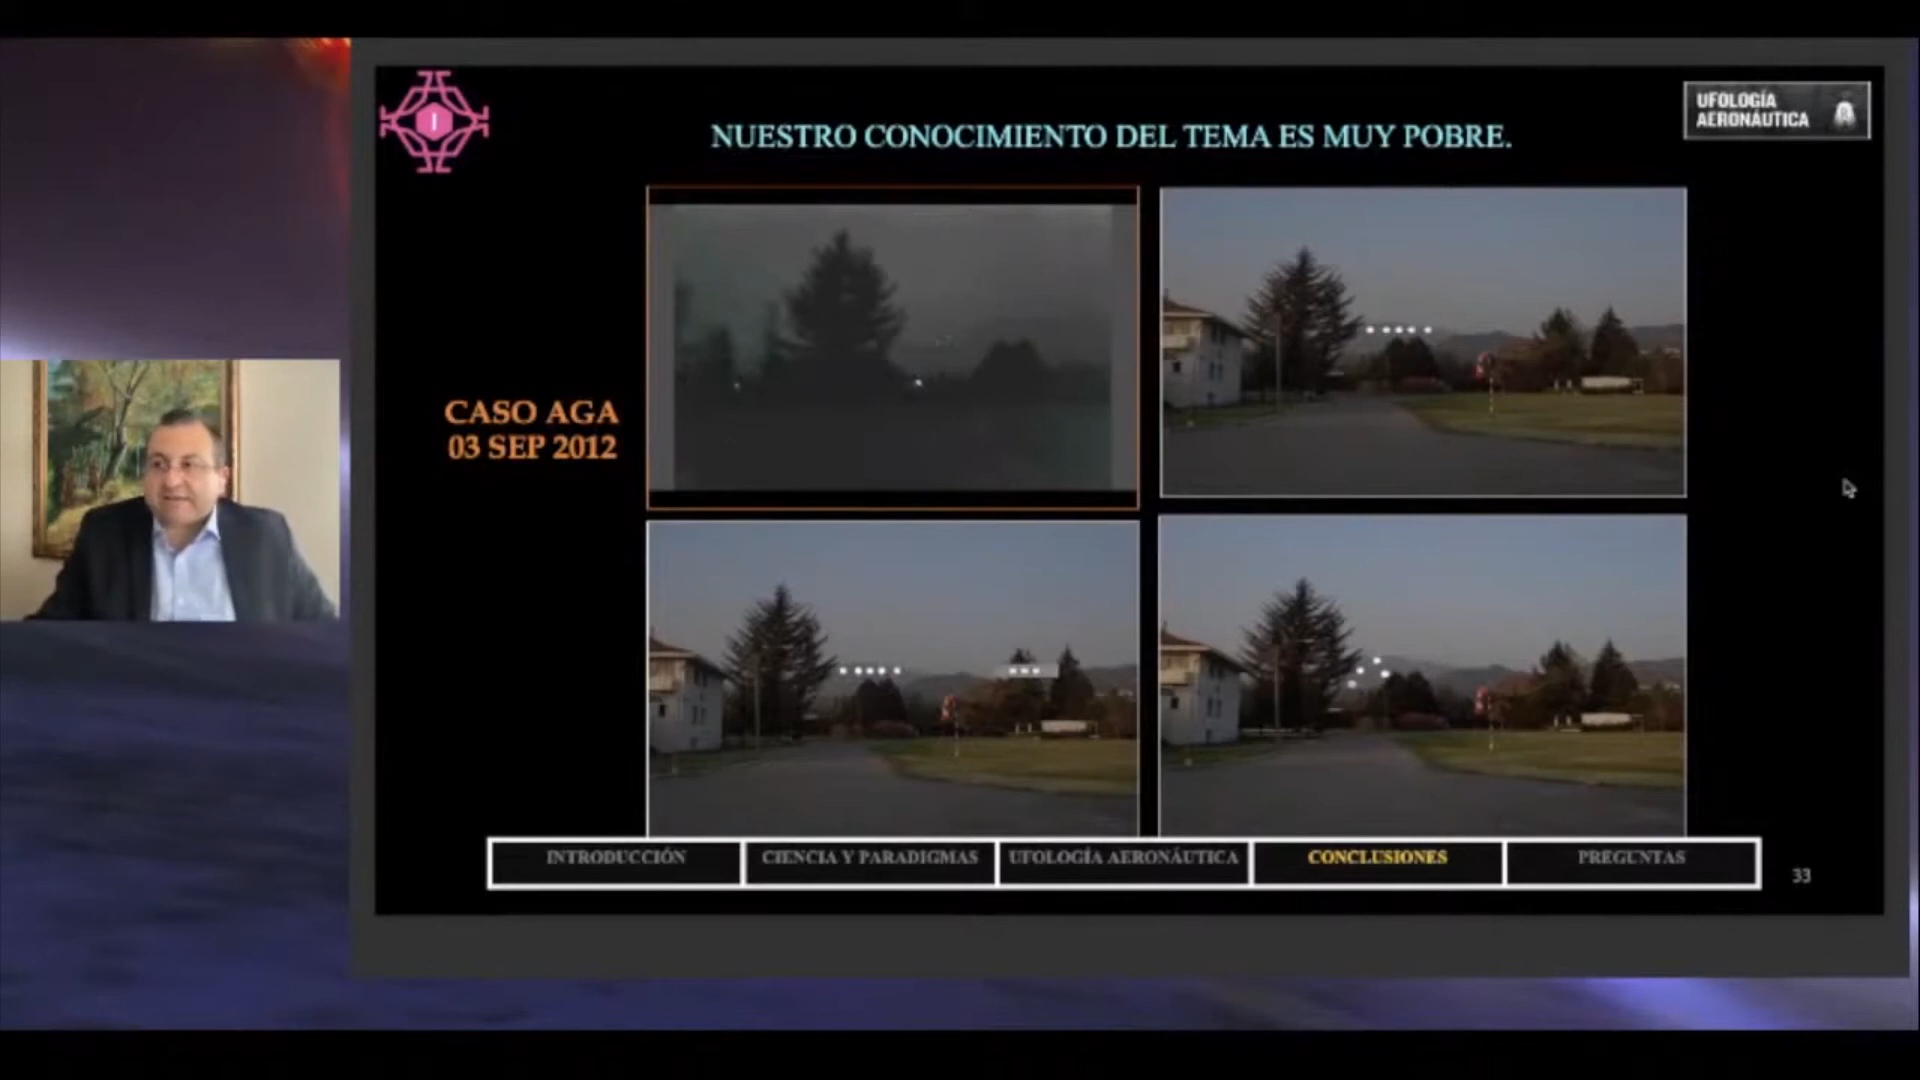 NUESTRO CONOCIMIENTO DEL TEMA ES MUY POBRE.
UFOLOGÍA
AERONÁUTICA
CASO AGA
03 SEP 2012
INTRODUCCIÓN
CIENCIA Y PARADIGMAS
UFOLOGÍA AERONÁUTICA
CONCLUSIONES
PREGUNTAS
33